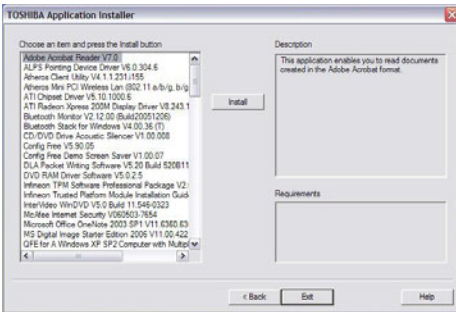 TOSHIBA Application Installer
Choose an item and press the Install button
Adobe Acrobat Reader V7.0
ALPS Pointing Device Driver V6.0.304.6
Atheros Client Utility V4.1.1.231/155
Atheros Mini PCI Wireless Lan (802.11 a/b/g, b/g
ATI Chipset Driver V5.10.1000.6
ATI Radeon Xpress 200M Display Driver V8.243.1
Bluetooth Monitor V2.12.00 (Build20051206)
Bluetooth Stack for Windows V4.00.36 (T)
CD/DVD Drive Acoustic Silencer V1.00.008
Config Free V5.90.05
Config Free Demo Screen Saver V1.00.07
DLA Packet Writing Software V5.20 Build 520B11
DVD RAM Driver Software V5.0.2.5
Infineon TPM Software Professional Package V2.
Infineon Trusted Platform Module Installation Guid
InterVideo WinDVD V5.0 Build 11.546-0323
McAfee Internet Security V060503-7654
Microsoft Office OneNote 2003 SP1 V11.6360.63
MS Digital Image Starter Edition 2006 V11.00.422
QFE for A Windows XP SP2 Computer with Multipl
Install
Description
This application enables you to read documents
created in the Adobe Acrobat format.
Requirements
< Back
Exit
Help